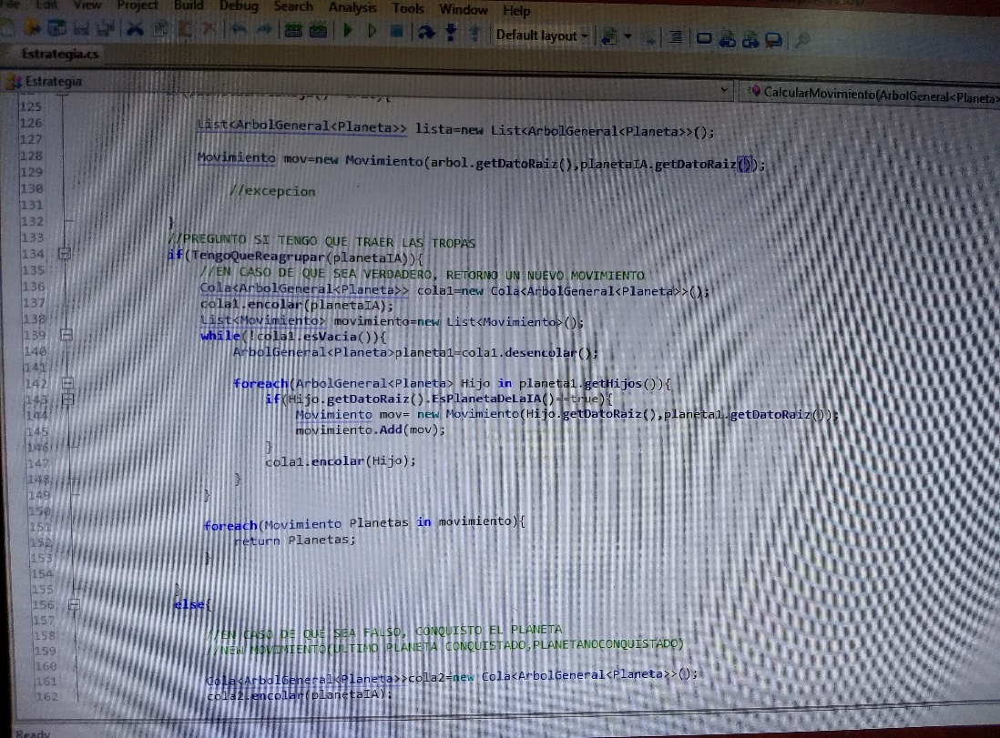 File Edit View Project Build Debug Search Analysis Tools Window Help
Default layout
Estrategia.cs
Estrategia
CalcularMovimiento(ArbolGeneral<Planeta>
125
126 List<ArbolGeneral<Planeta>> lista=new List<ArbolGeneral<Planeta>>();
127
128 Movimiento mov=new Movimiento(arbol.getDatoRaiz(),planetaIA.getDatoRaiz());
129
130 //excepcion
131
132 }
133 //PREGUNTO SI TENGO QUE TRAER LAS TROPAS
134 if(TengoQueReagrupar(planetaIA)){
135 //EN CASO DE QUE SEA VERDADERO, RETORNO UN NUEVO MOVIMIENTO
136 Cola<ArbolGeneral<Planeta>> cola1=new Cola<ArbolGeneral<Planeta>>();
137 cola1.encolar(planetaIA);
138 List<Movimiento> movimiento=new List<Movimiento>();
139 while(!cola1.esVacia()){
140 ArbolGeneral<Planeta>planeta1=cola1.desencolar();
141
142 foreach(ArbolGeneral<Planeta> Hijo in planeta1.getHijos()){
143 if(Hijo.getDatoRaiz().EsPlanetaDeLaIA()==true){
144 Movimiento mov= new Movimiento(Hijo.getDatoRaiz(),planeta1.getDatoRaiz());
145 movimiento.Add(mov);
146 }
147 cola1.encolar(Hijo);
148 }
149 }
150
151 foreach(Movimiento Planetas in movimiento){
152 return Planetas;
153 }
154
155 }
156 else{
157
158 //EN CASO DE QUE SEA FALSO, CONQUISTO EL PLANETA
159 //NEW MOVIMIENTO(ULTIMO PLANETA CONQUISTADO,PLANETANOCONQUISTADO)
160
161 Cola<ArbolGeneral<Planeta>>cola2=new Cola<ArbolGeneral<Planeta>>();
162 cola2.encolar(planetaIA);
Ready